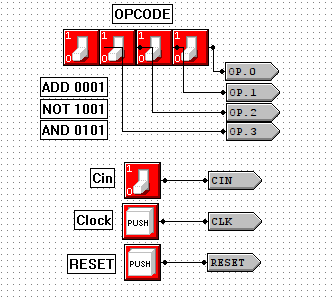 OPCODE
1 1 1 1
0 0 0 0
OP.0
ADD 0001
OP.1
NOT 1001
OP.2
AND 0101
OP.3
Cin
1
0
CIN
Clock
PUSH
CLK
RESET
PUSH
RESET